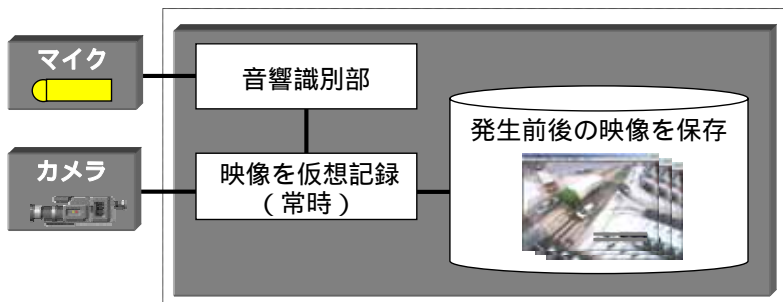 マイク
音響識別部
発生前後の映像を保存
カメラ
映像を仮想記録
（常時）